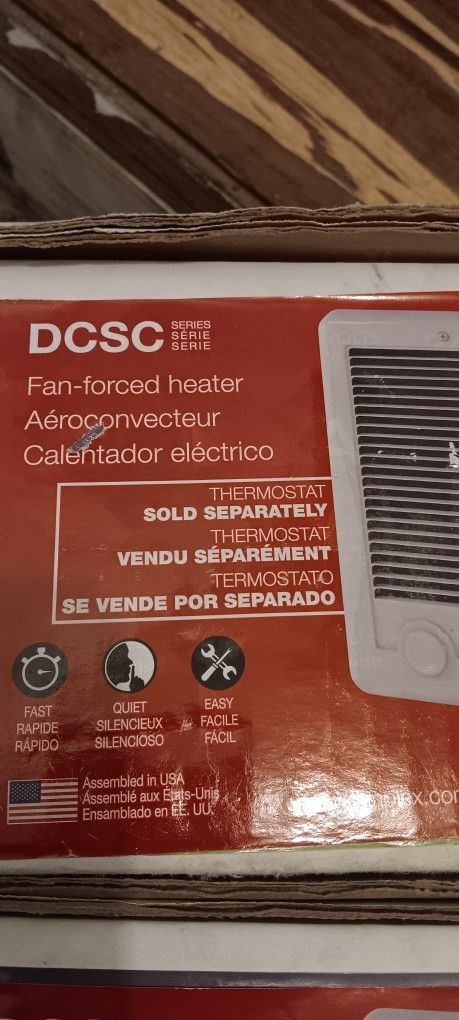 DCSC SERIES
SÉRIE
SERIE
Fan-forced heater
Aéroconvecteur
Calentador eléctrico
THERMOSTAT
SOLD SEPARATELY
THERMOSTAT
VENDU SÉPARÉMENT
TERMOSTATO
SE VENDE POR SEPARADO
FAST
RAPIDE
RÁPIDO
QUIET
SILENCIEUX
SILENCIOSO
EASY
FACILE
FÁCIL
Assembled in USA
Assemblé aux États-Unis
Ensamblado en EE. UU.